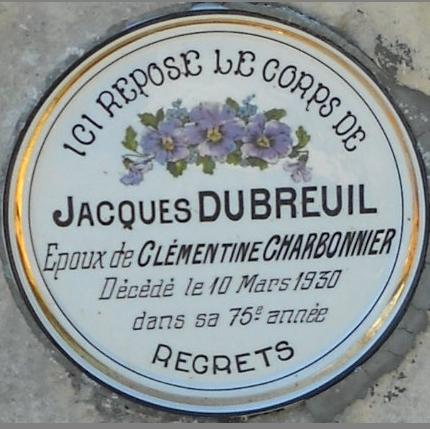 ICI REPOSE LE CORPS DE
JACQUES DUBREUIL
Epoux de CLÉMENTINE CHARBONNIER
Décédé le 10 Mars 1930
dans sa 75e année
REGRETS